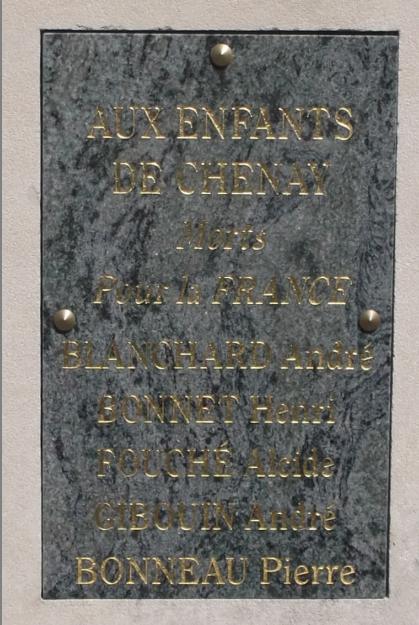 AUX ENFANTS
DE CHENAY
Morts
Pour la FRANCE
BLANCHARD André
BONNET Henri
FOUCHÉ Alcide
GIBOUIN André
BONNEAU Pierre